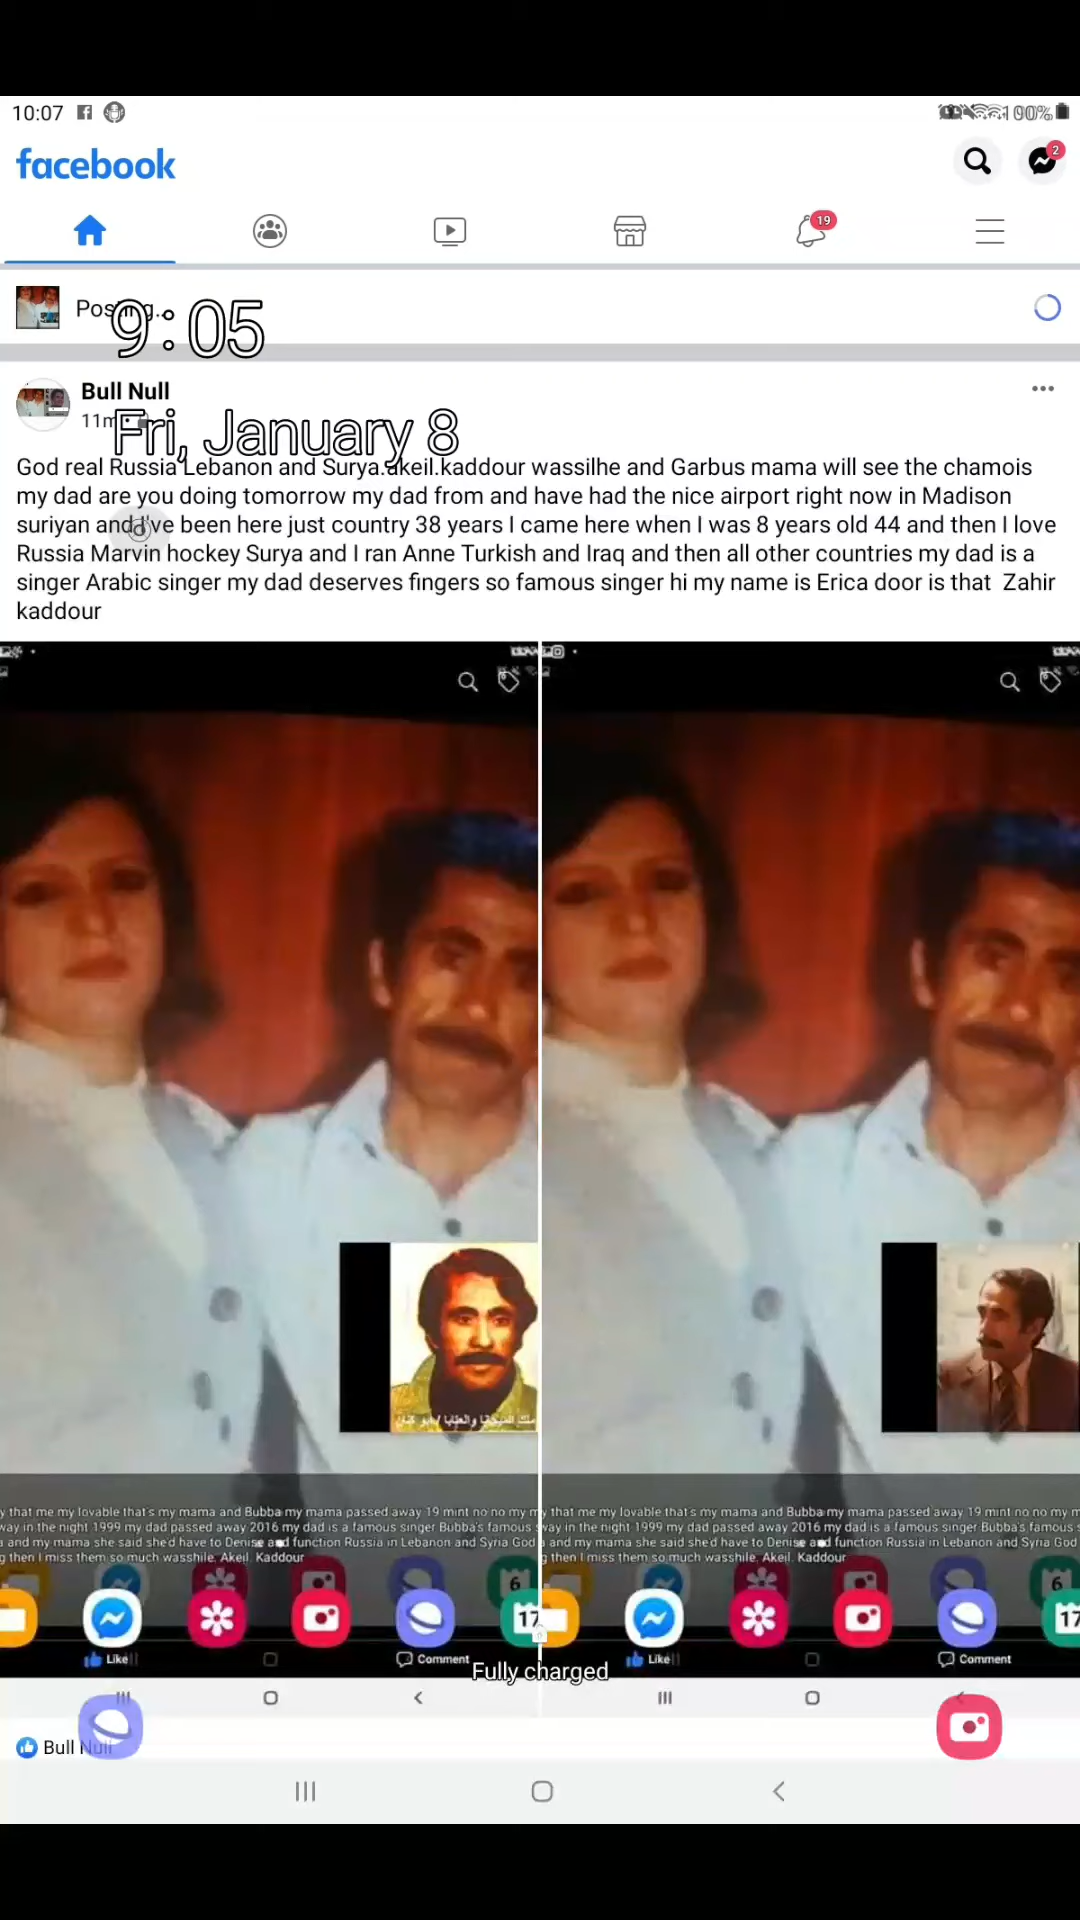 10:07
100%
facebook
2
19
Posting...
9:05
Bull Null
11m
Fri, January 8
God real Russia Lebanon and Surya.akeil.kaddour wassilhe and Garbus mama will see the chamois
my dad are you doing tomorrow my dad from and have had the nice airport right now in Madison
suriyan and I've been here just country 38 years I came here when I was 8 years old 44 and then I love
Russia Marvin hockey Surya and I ran Anne Turkish and Iraq and then all other countries my dad is a
singer Arabic singer my dad deserves fingers so famous singer hi my name is Erica door is that Zahir
kaddour
ملك الميجانا والعتابا / ابو كنان
y that me my lovable that's my mama and Bubba my mama passed away 19 mint no no my m
way in the night 1999 my dad passed away 2016 my dad is a famous singer Bubba's famous s
a and my mama she said she'd have to Denise and function Russia in Lebanon and Syria God
g then I miss them so much wasshile. Akeil. Kaddour
6
17
Like
Comment
y that me my lovable that's my mama and Bubba my mama passed away 19 mint no no my m
way in the night 1999 my dad passed away 2016 my dad is a famous singer Bubba's famous s
a and my mama she said she'd have to Denise and function Russia in Lebanon and Syria God
g then I miss them so much wasshile. Akeil. Kaddour
6
17
Like
Comment
Fully charged
Bull Null